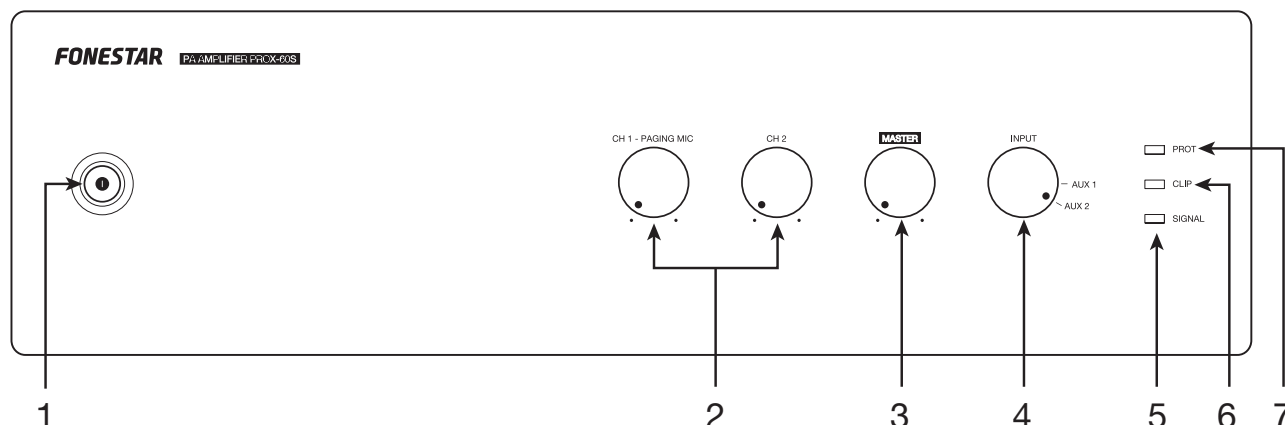 FONESTAR PA AMPLIFIER PROX-60S
CH 1 - PAGING MIC CH 2 MASTER INPUT
PROT
AUX 1 CLIP
AUX 2
SIGNAL
1 2 3 4 5 6 7